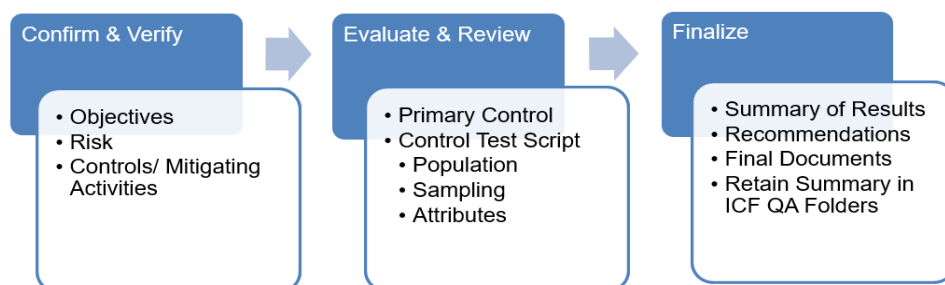 Confirm & Verify
• Objectives
• Risk
• Controls/ Mitigating
Activities
Evaluate & Review
• Primary Control
• Control Test Script
• Population
• Sampling
• Attributes
Finalize
• Summary of Results
• Recommendations
• Final Documents
• Retain Summary in
ICF QA Folders